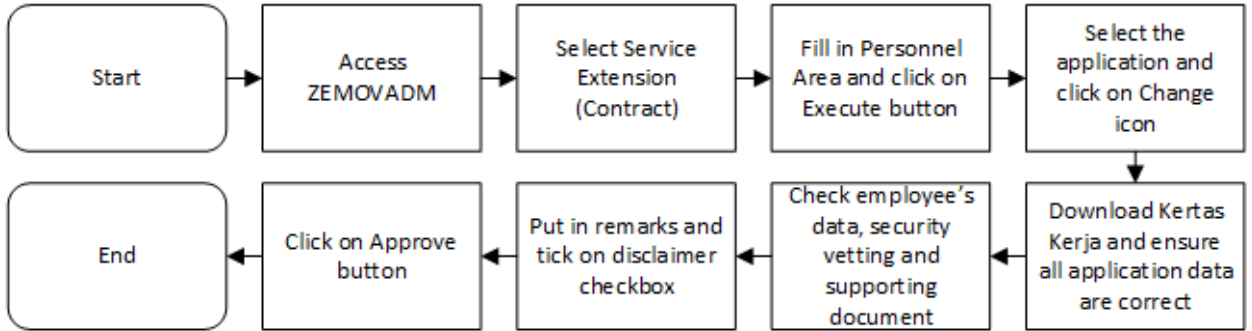 Start
Access
ZEMOVADM
Select Service
Extension
(Contract)
Fill in Personnel
Area and click on
Execute button
Select the
application and
click on Change
icon
Download Kertas
Kerja and ensure
all application data
are correct
Check employee’s
data, security
vetting and
supporting
document
Put in remarks and
tick on disclaimer
checkbox
Click on Approve
button
End